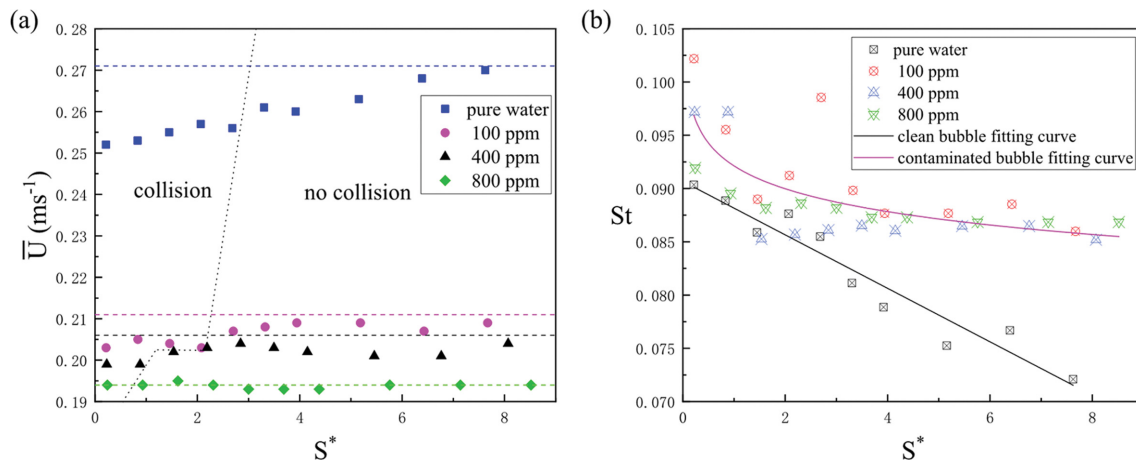 (a)
0.28
0.27
0.26
0.25
0.24
0.23
0.22
0.21
0.20
0.19
0
2
4
6
8
S*
U̅ (ms⁻¹)
pure water
100 ppm
400 ppm
800 ppm
collision
no collision
(b)
0.105
0.100
0.095
0.090
0.085
0.080
0.075
0.070
0
2
4
6
8
S*
St
pure water
100 ppm
400 ppm
800 ppm
clean bubble fitting curve
contaminated bubble fitting curve